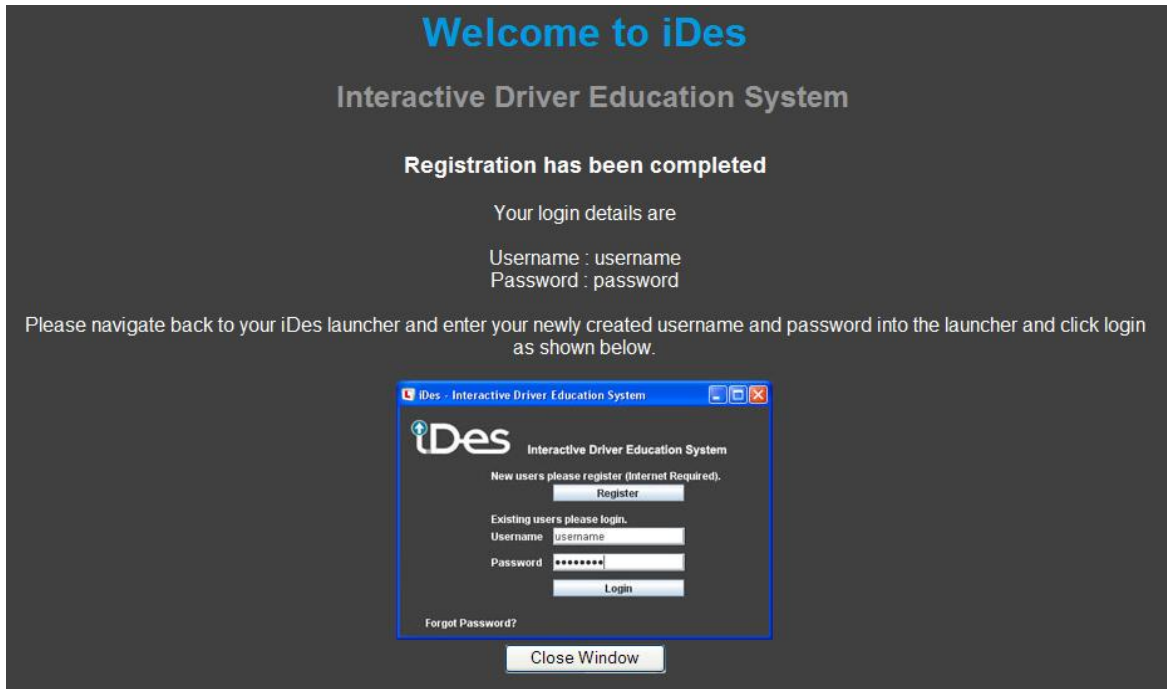 Welcome to iDes
Interactive Driver Education System
Registration has been completed
Your login details are
Username : username
Password : password
Please navigate back to your iDes launcher and enter your newly created username and password into the launcher and click login
as shown below.
iDes - Interactive Driver Education System
iDes Interactive Driver Education System
New users please register (Internet Required).
Register
Existing users please login.
Username username
Password ••••••••
Login
Forgot Password?
Close Window